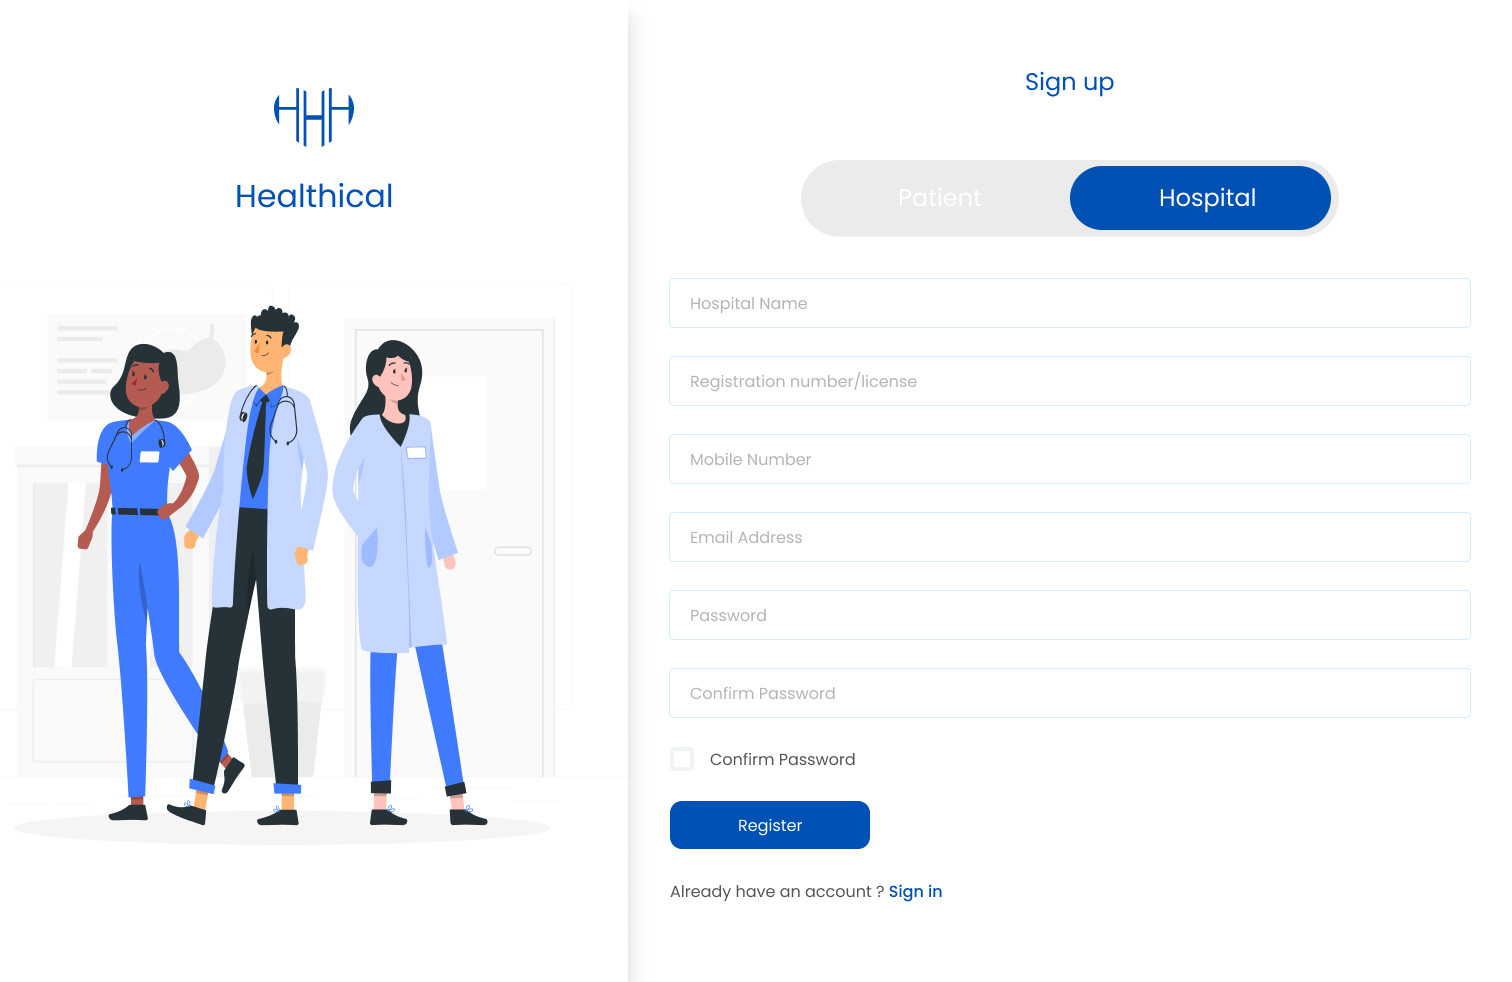 Healthical
Sign up
Patient
Hospital
Hospital Name
Registration number/license
Mobile Number
Email Address
Password
Confirm Password
Confirm Password
Register
Already have an account ? Sign in